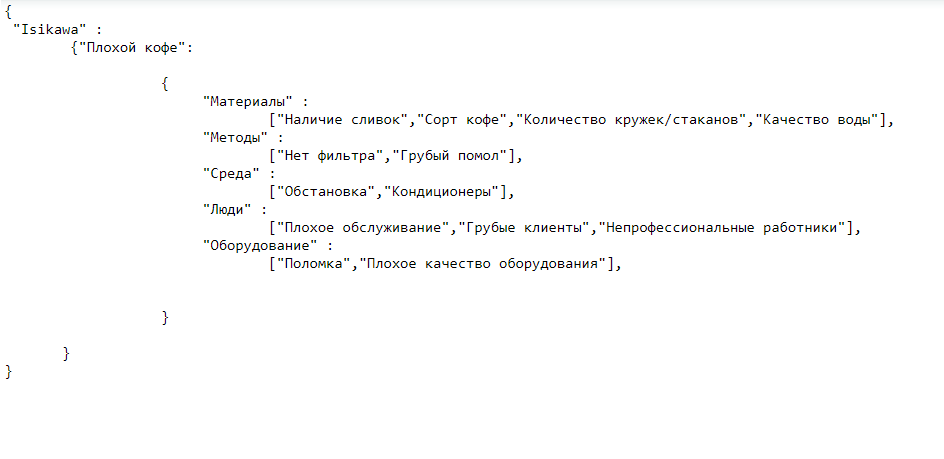 {
"Isikawa" :
{"Плохой кофе":
{
"Материалы" :
["Наличие сливок","Сорт кофе","Количество кружек/стаканов","Качество воды"],
"Методы" :
["Нет фильтра","Грубый помол"],
"Среда" :
["Обстановка","Кондиционеры"],
"Люди" :
["Плохое обслуживание","Грубые клиенты","Непрофессиональные работники"],
"Оборудование" :
["Поломка","Плохое качество оборудования"],
}
}
}